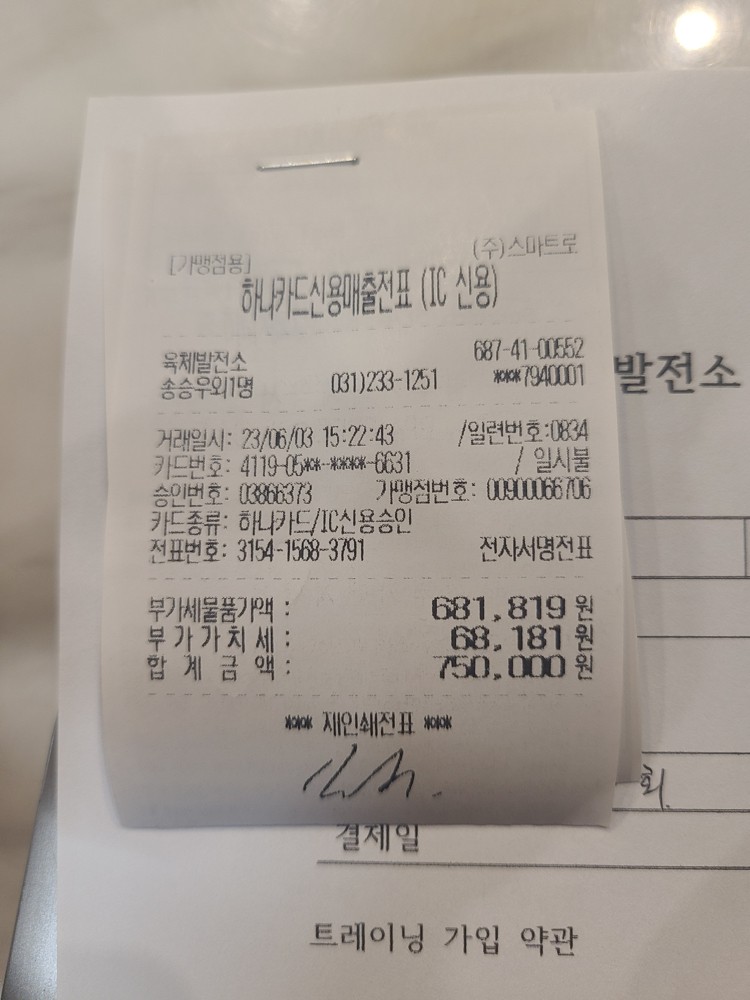 [가맹점용]
(주)스마트로
하나카드신용매출전표 (IC 신용)
육체발전소
687-41-00552
송승우외1명
031)233-1251
***7940001
발전소
거래일시: 23/06/03 15:22:43
/일련번호:0834
카드번호: 4119-05**-****-6631
/ 일시불
승인번호: 03866373
가맹점번호: 00900066706
카드종류: 하나카드/IC신용승인
전표번호: 3154-1568-3791
전자서명전표
부가세물품가액 : 681,819 원
부 가 가 치 세 : 68,181 원
합 계 금 액 : 750,000 원
*** 재인쇄전표 ***
회.
결제일
트레이닝 가입 약관